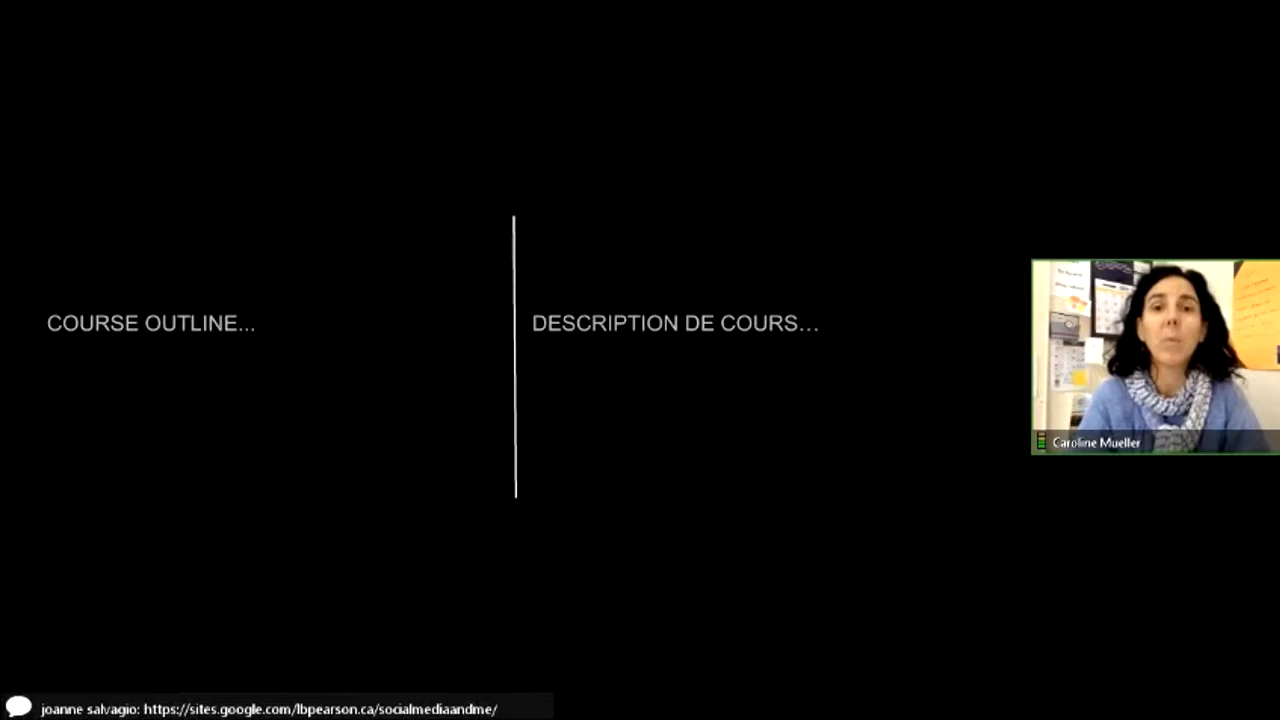 COURSE OUTLINE...
DESCRIPTION DE COURS...
Caroline Mueller
joanne salvagio: https://sites.google.com/lbpearson.ca/socialmediaandme/